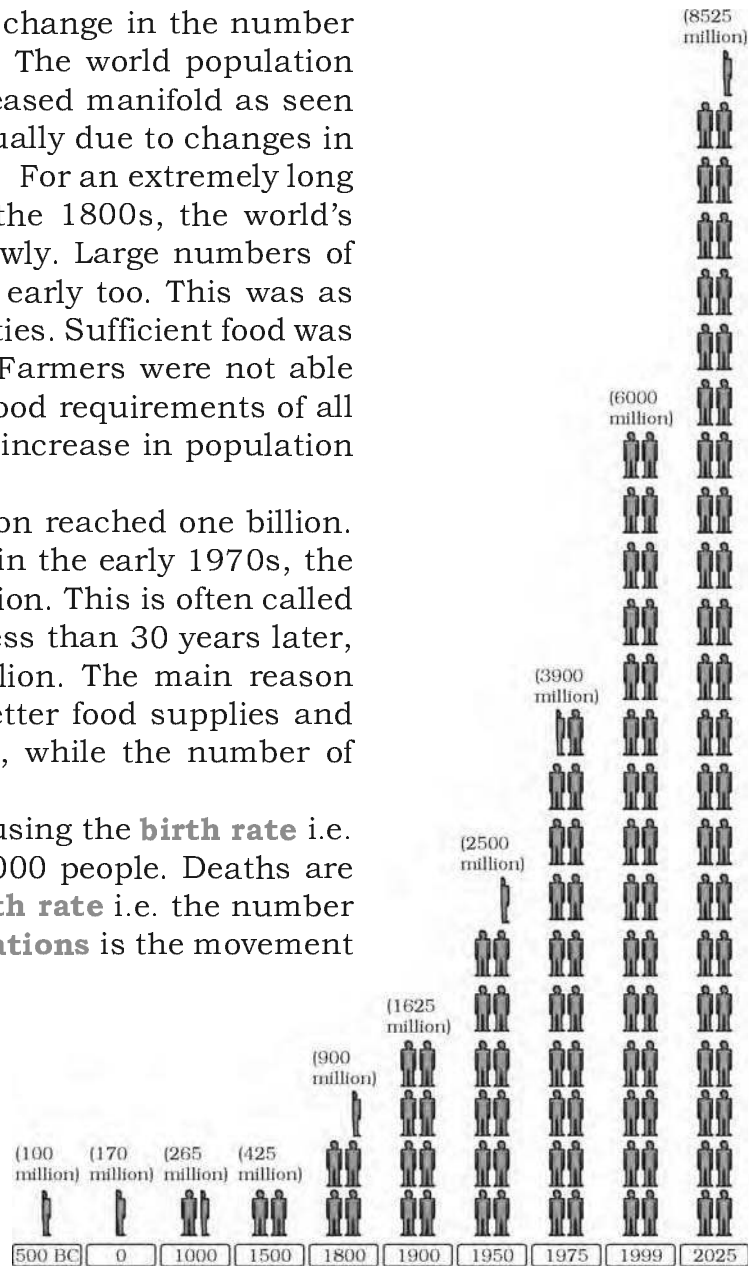 change in the number
The world population
eased manifold as seen
ually due to changes in
For an extremely long
the 1800s, the world's
wly. Large numbers of
early too. This was as
ties. Sufficient food was
Farmers were not able
ood requirements of all
increase in population
on reached one billion.
in the early 1970s, the
ion. This is often called
ess than 30 years later,
lion. The main reason
etter food supplies and
, while the number of
using the birth rate i.e.
000 people. Deaths are
th rate i.e. the number
ations is the movement
(8525
million)
(6000
million)
(3900
million)
(2500
million)
(1625
million)
(900
million)
(100
million)
(170
million)
(265
million)
(425
million)
500 BC 0 1000 1500 1800 1900 1950 1975 1999 2025